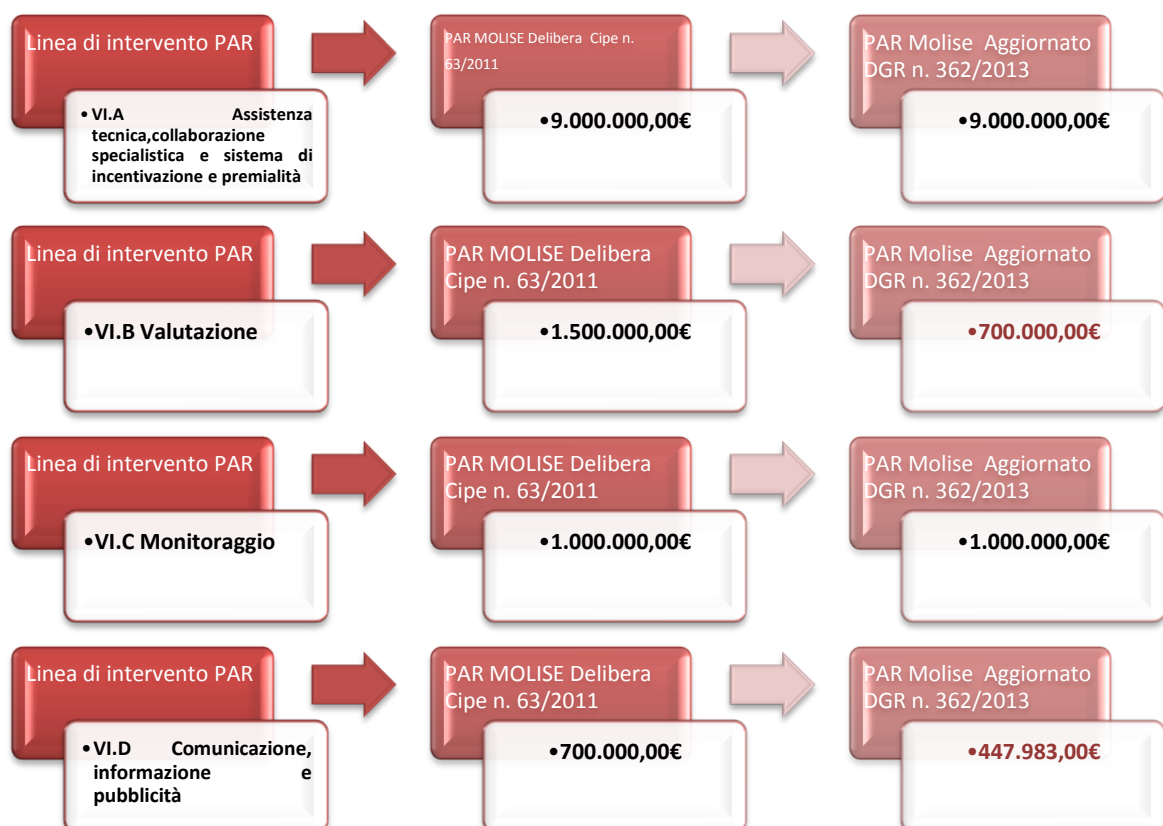 Linea di intervento PAR
•VI.A Assistenza
tecnica,collaborazione
specialistica e sistema di
incentivazione e premialità
PAR MOLISE Delibera Cipe n.
63/2011
•9.000.000,00€
PAR Molise Aggiornato
DGR n. 362/2013
•9.000.000,00€
Linea di intervento PAR
•VI.B Valutazione
PAR MOLISE Delibera
Cipe n. 63/2011
•1.500.000,00€
PAR Molise Aggiornato
DGR n. 362/2013
•700.000,00€
Linea di intervento PAR
•VI.C Monitoraggio
PAR MOLISE Delibera
Cipe n. 63/2011
•1.000.000,00€
PAR Molise Aggiornato
DGR n. 362/2013
•1.000.000,00€
Linea di intervento PAR
•VI.D Comunicazione,
informazione e
pubblicità
PAR MOLISE Delibera
Cipe n. 63/2011
•700.000,00€
PAR Molise Aggiornato
DGR n. 362/2013
•447.983,00€